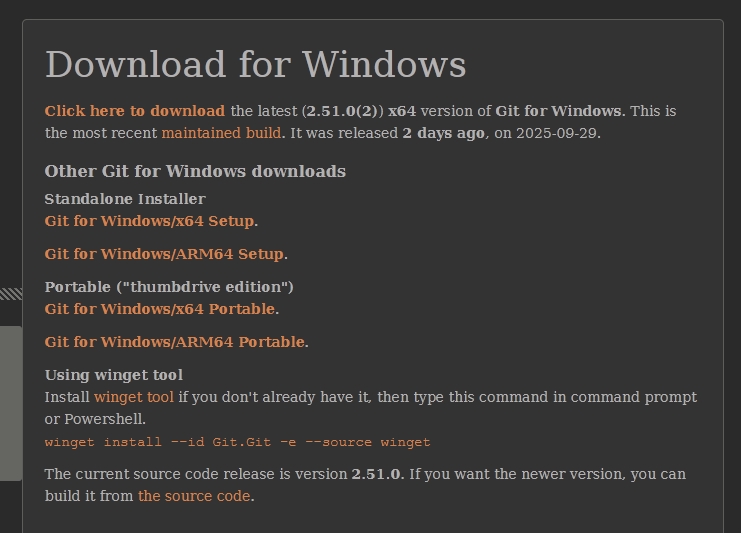 Download for Windows
Click here to download the latest (2.51.0(2)) x64 version of Git for Windows. This is
the most recent maintained build. It was released 2 days ago, on 2025-09-29.
Other Git for Windows downloads
Standalone Installer
Git for Windows/x64 Setup.
Git for Windows/ARM64 Setup.
Portable ("thumbdrive edition")
Git for Windows/x64 Portable.
Git for Windows/ARM64 Portable.
Using winget tool
Install winget tool if you don't already have it, then type this command in command prompt
or Powershell.
winget install --id Git.Git -e --source winget
The current source code release is version 2.51.0. If you want the newer version, you can
build it from the source code.